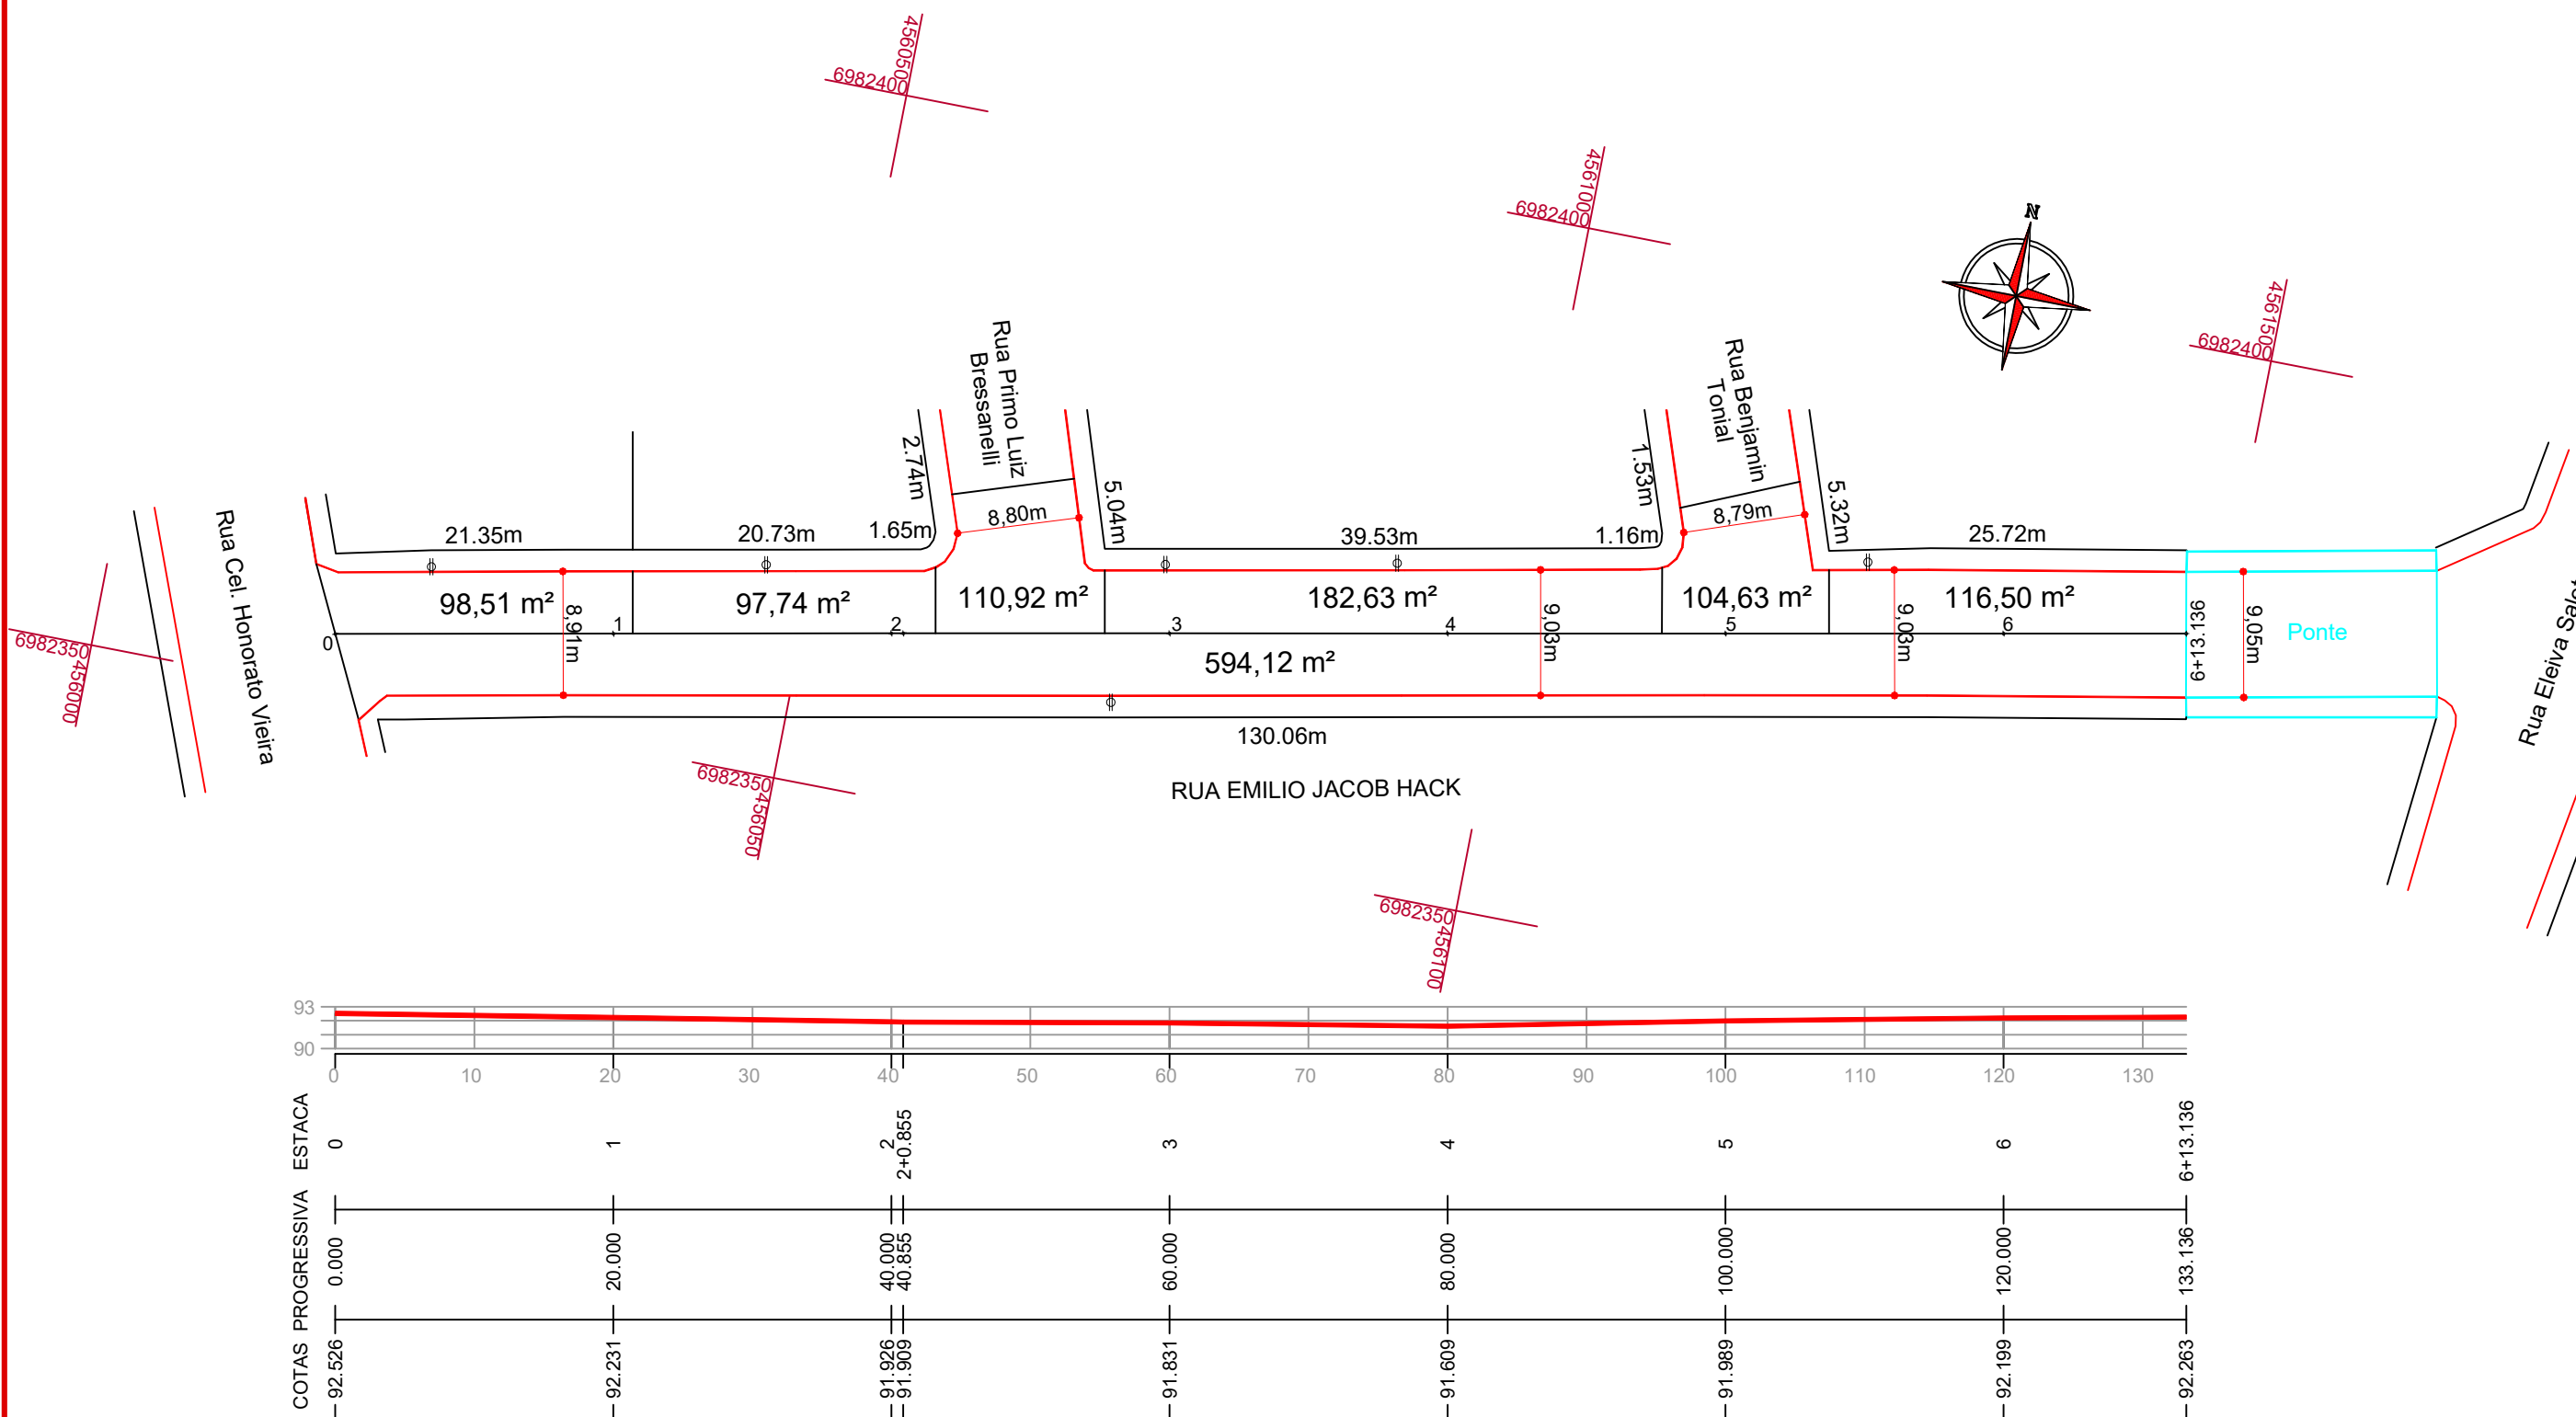 456050
6982400
456100
6982400
N
456150
6982400
Rua Primo Luiz
Bressanelli
Rua Benjamin
Tonial
2.74m
1.53m
5.04m
5.32m
Rua Cel. Honorato Vieira
21.35m
20.73m
1.65m
8,80m
39.53m
1.16m
8,79m
25.72m
98,51 m²
97,74 m²
110,92 m²
182,63 m²
104,63 m²
116,50 m²
8,91m
9,03m
9,03m
6+13.136
9,05m
Ponte
0
1
2
3
4
5
6
594,12 m²
6982350
456000
130.06m
RUA EMILIO JACOB HACK
6982350
456050
6982350
456100
Rua Eleiva
93
90
0
10
20
30
40
50
60
70
80
90
100
110
120
130
ESTACA
0
1
2
2+0.855
3
4
5
6
6+13.136
PROGRESSIVA
0.000
20.000
40.000
40.855
60.000
80.000
100.000
120.000
133.136
COTAS
92.526
92.231
91.926
91.909
91.831
91.609
91.989
92.199
92.263